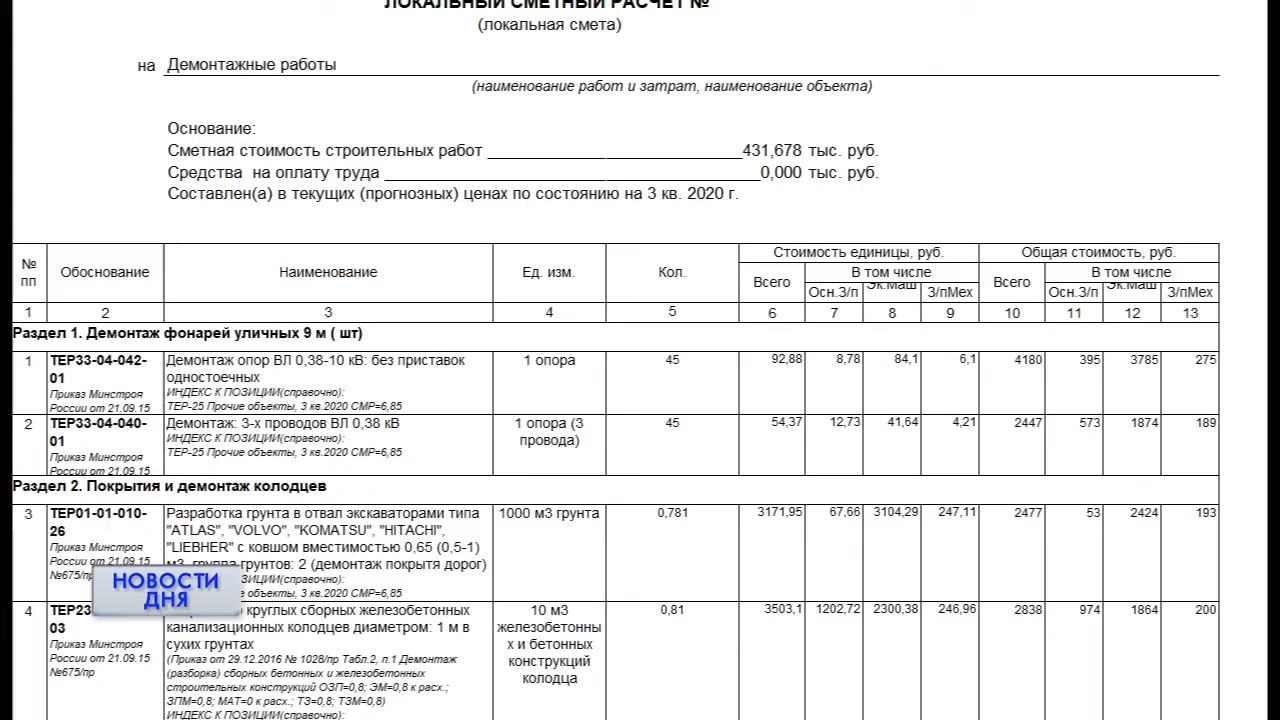 ЛОКАЛЬНЫЙ СМЕТНЫЙ РАСЧЕТ №
(локальная смета)
на Демонтажные работы
(наименование работ и затрат, наименование объекта)
Основание:
Сметная стоимость строительных работ ____________________________431,678 тыс. руб.
Средства на оплату труда _________________________________________0,000 тыс. руб.
Составлен(а) в текущих (прогнозных) ценах по состоянию на 3 кв. 2020 г.
№ пп Обоснование Наименование Ед. изм. Кол. Стоимость единицы, руб. Общая стоимость, руб.
Всего В том числе Всего В том числе
Осн.З/п Эк.Маш З/пМех Осн.З/п Эк.Маш З/пМех
1 2 3 4 5 6 7 8 9 10 11 12 13
Раздел 1. Демонтаж фонарей уличных 9 м ( шт)
1 ТЕР33-04-042- Демонтаж опор ВЛ 0,38-10 кВ: без приставок 1 опора 45 92,88 8,78 84,1 6,1 4180 395 3785 275
01 одностоечных
Приказ Минстроя ИНДЕКС К ПОЗИЦИИ(справочно):
России от 21.09.15 ТЕР-25 Прочие объекты, 3 кв.2020 СМР=6,85
2 ТЕР33-04-040- Демонтаж: 3-х проводов ВЛ 0,38 кВ 1 опора (3 45 54,37 12,73 41,64 4,21 2447 573 1874 189
01 ИНДЕКС К ПОЗИЦИИ(справочно): провода)
Приказ Минстроя ТЕР-25 Прочие объекты, 3 кв.2020 СМР=6,85
России от 21.09.15
Раздел 2. Покрытия и демонтаж колодцев
3 ТЕР01-01-010- Разработка грунта в отвал экскаваторами типа 1000 м3 грунта 0,781 3171,95 67,66 3104,29 247,11 2477 53 2424 193
26 "ATLAS", "VOLVO", "KOMATSU", "HITACHI",
Приказ Минстроя "LIEBHER" с ковшом вместимостью 0,65 (0,5-1)
России от 21.09.15 м3, группа грунтов: 2 (демонтаж покрытя дорог)
№675/пр ПОЗИЦИИ(справочно):
е объекты, 3 кв.2020 СМР=6,85
НОВОСТИ
ДНЯ
4 ТЕР23 круглых сборных железобетонных 10 м3 0,81 3503,1 1202,72 2300,38 246,96 2838 974 1864 200
03 канализационных колодцев диаметром: 1 м в железобетонны
Приказ Минстроя сухих грунтах х и бетонных
России от 21.09.15 (Приказ от 29.12.2016 № 1028/пр Табл.2, п.1 Демонтаж конструкций
№675/пр (разборка) сборных бетонных и железобетонных колодца
строительных конструкций ОЗП=0,8; ЭМ=0,8 к расх.;
ЗПМ=0,8; МАТ=0 к расх.; ТЗ=0,8; ТЗМ=0,8)
ИНДЕКС К ПОЗИЦИИ(справочно):